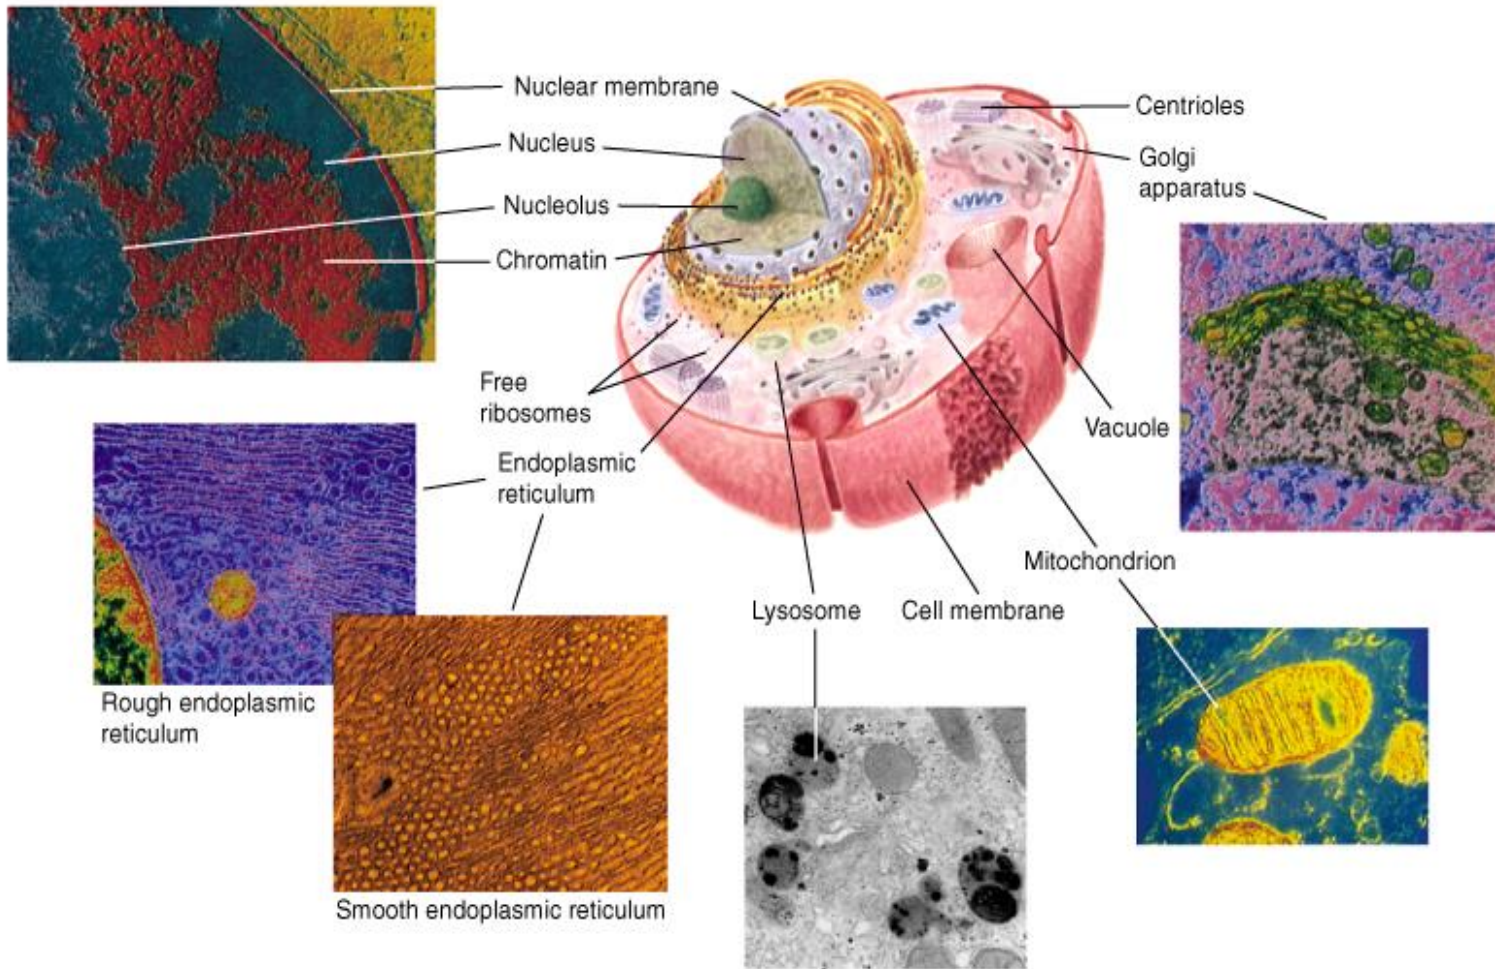 Nuclear membrane
Nucleus
Nucleolus
Chromatin
Free
ribosomes
Endoplasmic
reticulum
Rough endoplasmic
reticulum
Smooth endoplasmic reticulum
Lysosome
Cell membrane
Mitochondrion
Vacuole
Centrioles
Golgi
apparatus